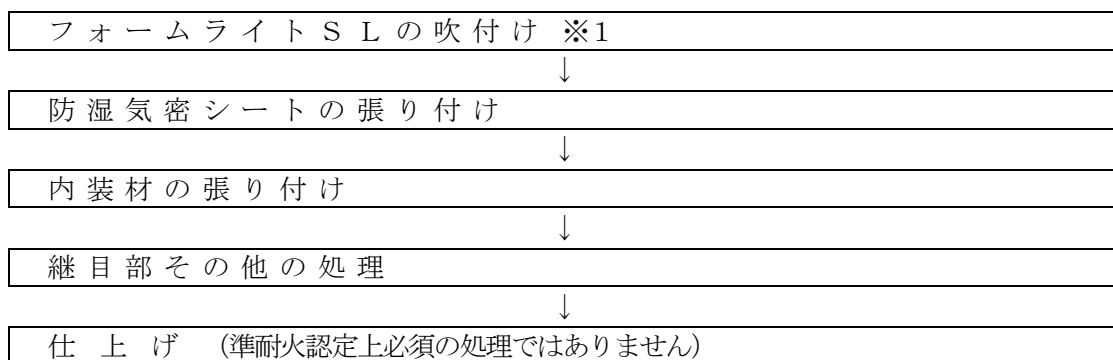 フォームライトＳＬの吹付け ※1
↓
防湿気密シートの張り付け
↓
内装材の張り付け
↓
継目部その他の処理
↓
仕上げ （準耐火認定上必須の処理ではありません）